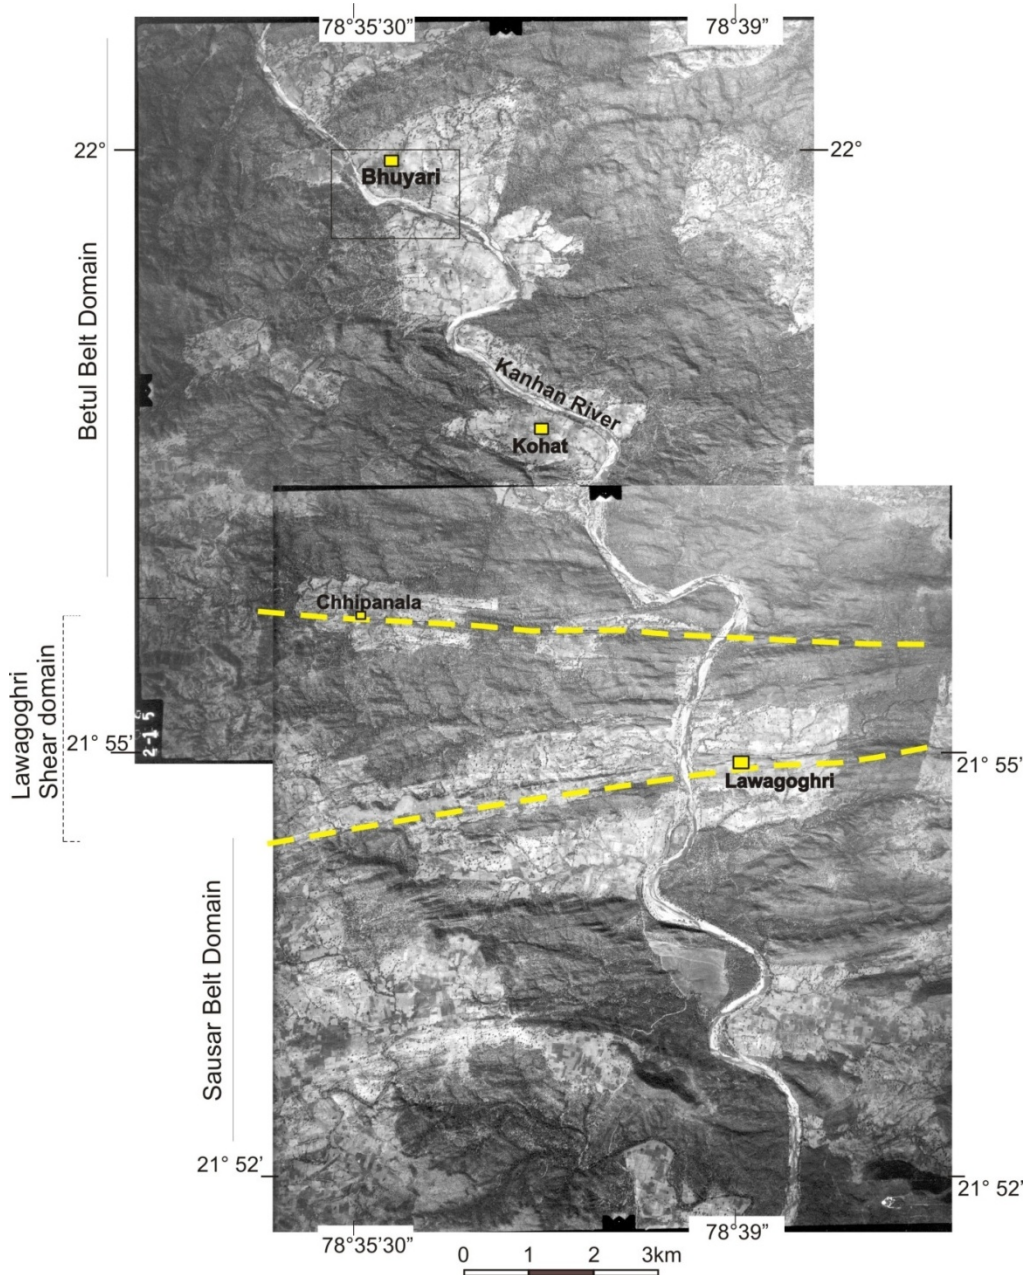 78°35’30”
78°39”
22°
22°
Bhuyari
Betul Belt Domain
Kanhan River
Kohat
Chhipanala
Lawagoghri
Shear domain
2-15
21° 55’
21° 55’
Lawagoghri
Sausar Belt Domain
21° 52’
21° 52’
78°35’30”
78°39”
0 1 2 3km